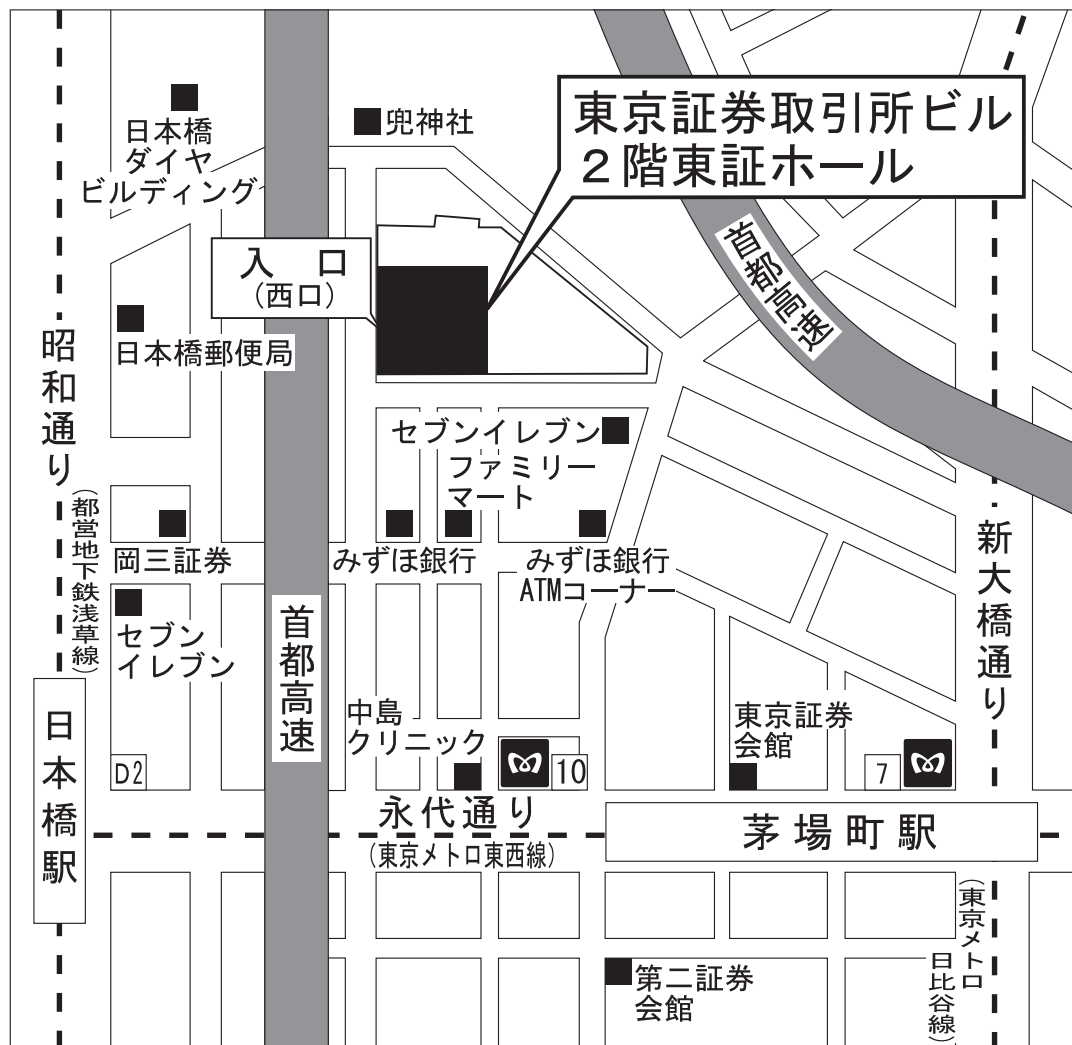 日本橋
ダイヤ
ビルディング
兜神社
東京証券取引所ビル
2階東証ホール
入口
(西口)
首都高速
日本橋郵便局
昭和通り
(都営地下鉄浅草線)
セブンイレブン
ファミリー
マート
岡三証券
みずほ銀行
みずほ銀行
ATMコーナー
新大橋通り
セブン
イレブン
首都高速
日本橋駅
D2
中島
クリニック
10
東京証券
会館
7
永代通り
(東京メトロ東西線)
茅場町駅
(東京メトロ
日比谷線)
第二証券
会館